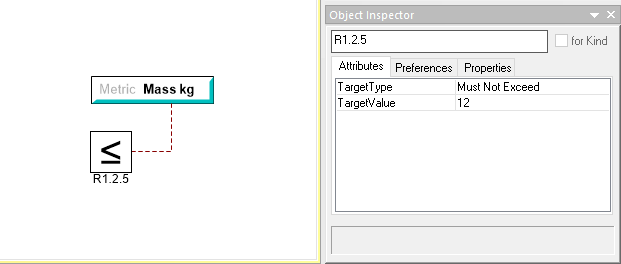 Object Inspector
R1.2.5
for Kind
Attributes Preferences Properties
TargetType Must Not Exceed
TargetValue 12
Metric Mass kg
≤
R1.2.5